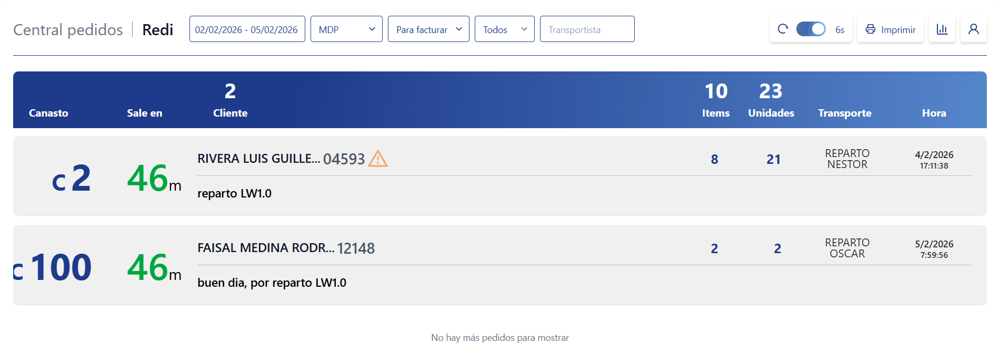 Central pedidos | Redi 02/02/2026 - 05/02/2026 MDP Para facturar Todos Transportista 6s Imprimir
2 10 23
Canasto Sale en Cliente Items Unidades Transporte Hora
RIVERA LUIS GUILLE... 04593 8 21 REPARTO NESTOR 4/2/2026 17:11:38
c 2 46m
reparto LW1.0
FAISAL MEDINA RODR... 12148 2 2 REPARTO OSCAR 5/2/2026 7:59:56
c 100 46m
buen dia, por reparto LW1.0
No hay más pedidos para mostrar